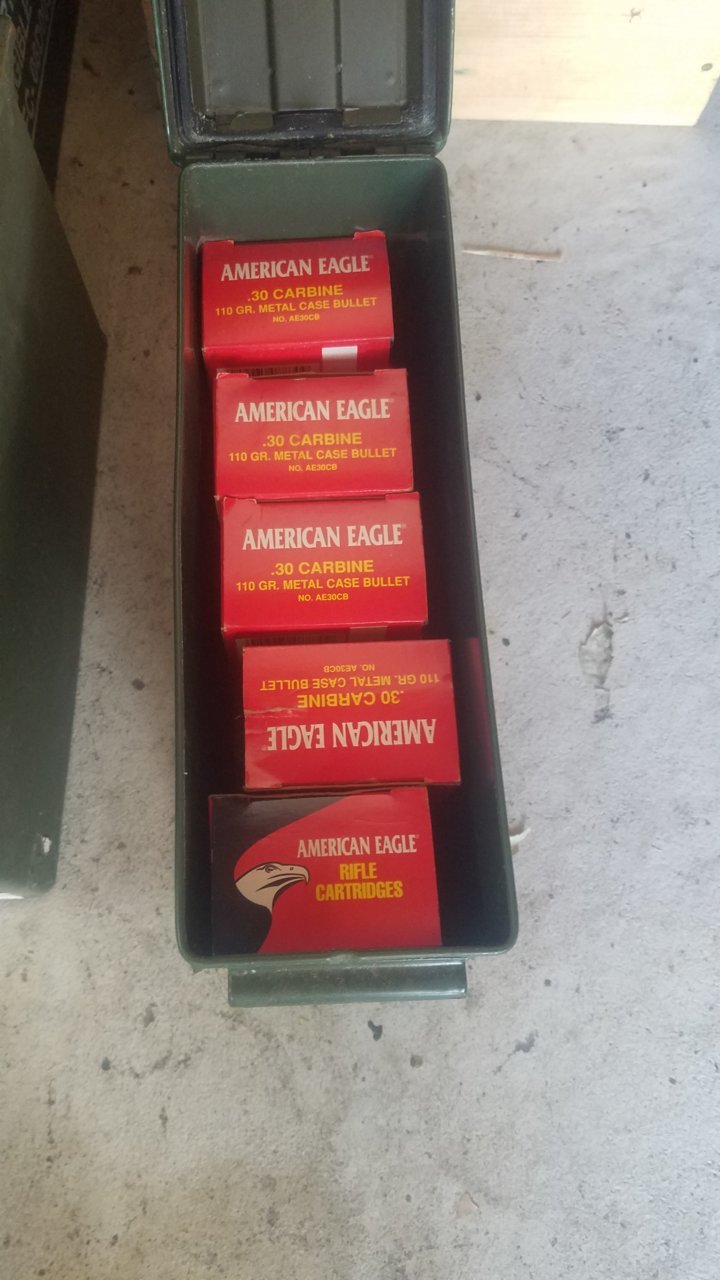 AMERICAN EAGLE®
.30 CARBINE
110 GR. METAL CASE BULLET
NO. AE30CB
AMERICAN EAGLE®
.30 CARBINE
110 GR. METAL CASE BULLET
NO. AE30CB
AMERICAN EAGLE®
.30 CARBINE
110 GR. METAL CASE BULLET
NO. AE30CB
AMERICAN EAGLE®
.30 CARBINE
110 GR. METAL CASE BULLET
NO. AE30CB
AMERICAN EAGLE®
RIFLE
CARTRIDGES